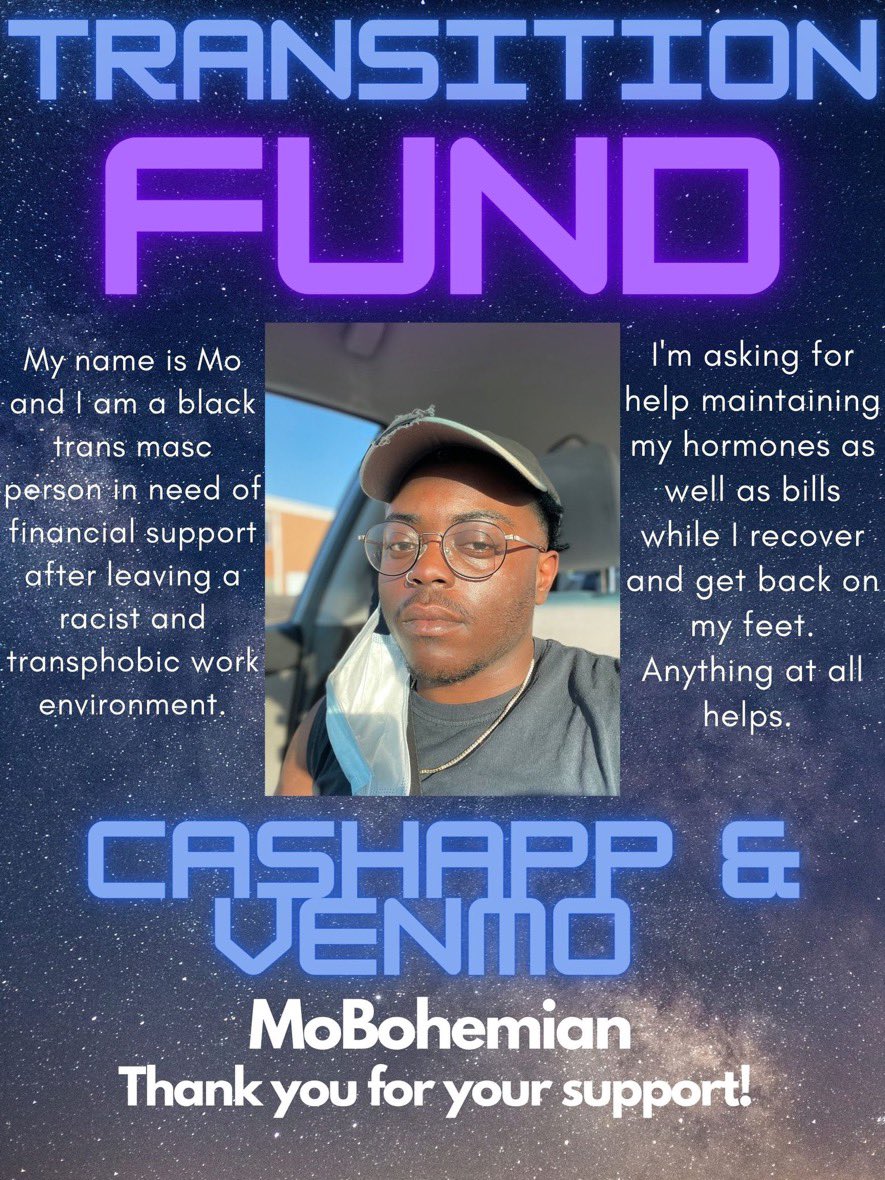 TRANSITION
FUND
My name is Mo
and I am a black
trans masc
person in need of
financial support
after leaving a
racist and
transphobic work
environment.
I'm asking for
help maintaining
my hormones as
well as bills
while I recover
and get back on
my feet.
Anything at all
helps.
CASHAPP &
VENMO
MoBohemian
Thank you for your support!